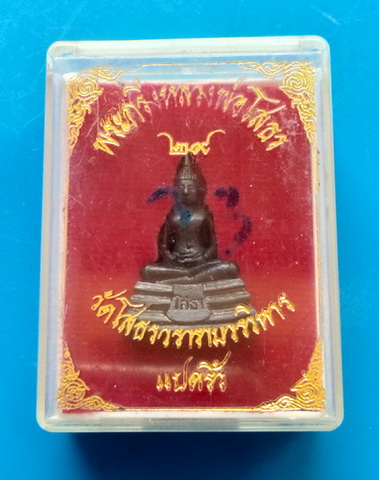 พระกริ่งหลวงพ่อโสธร
๒๓๙
โสธร
วัดโสธรวรารามวรวิหาร
แปดริ้ว